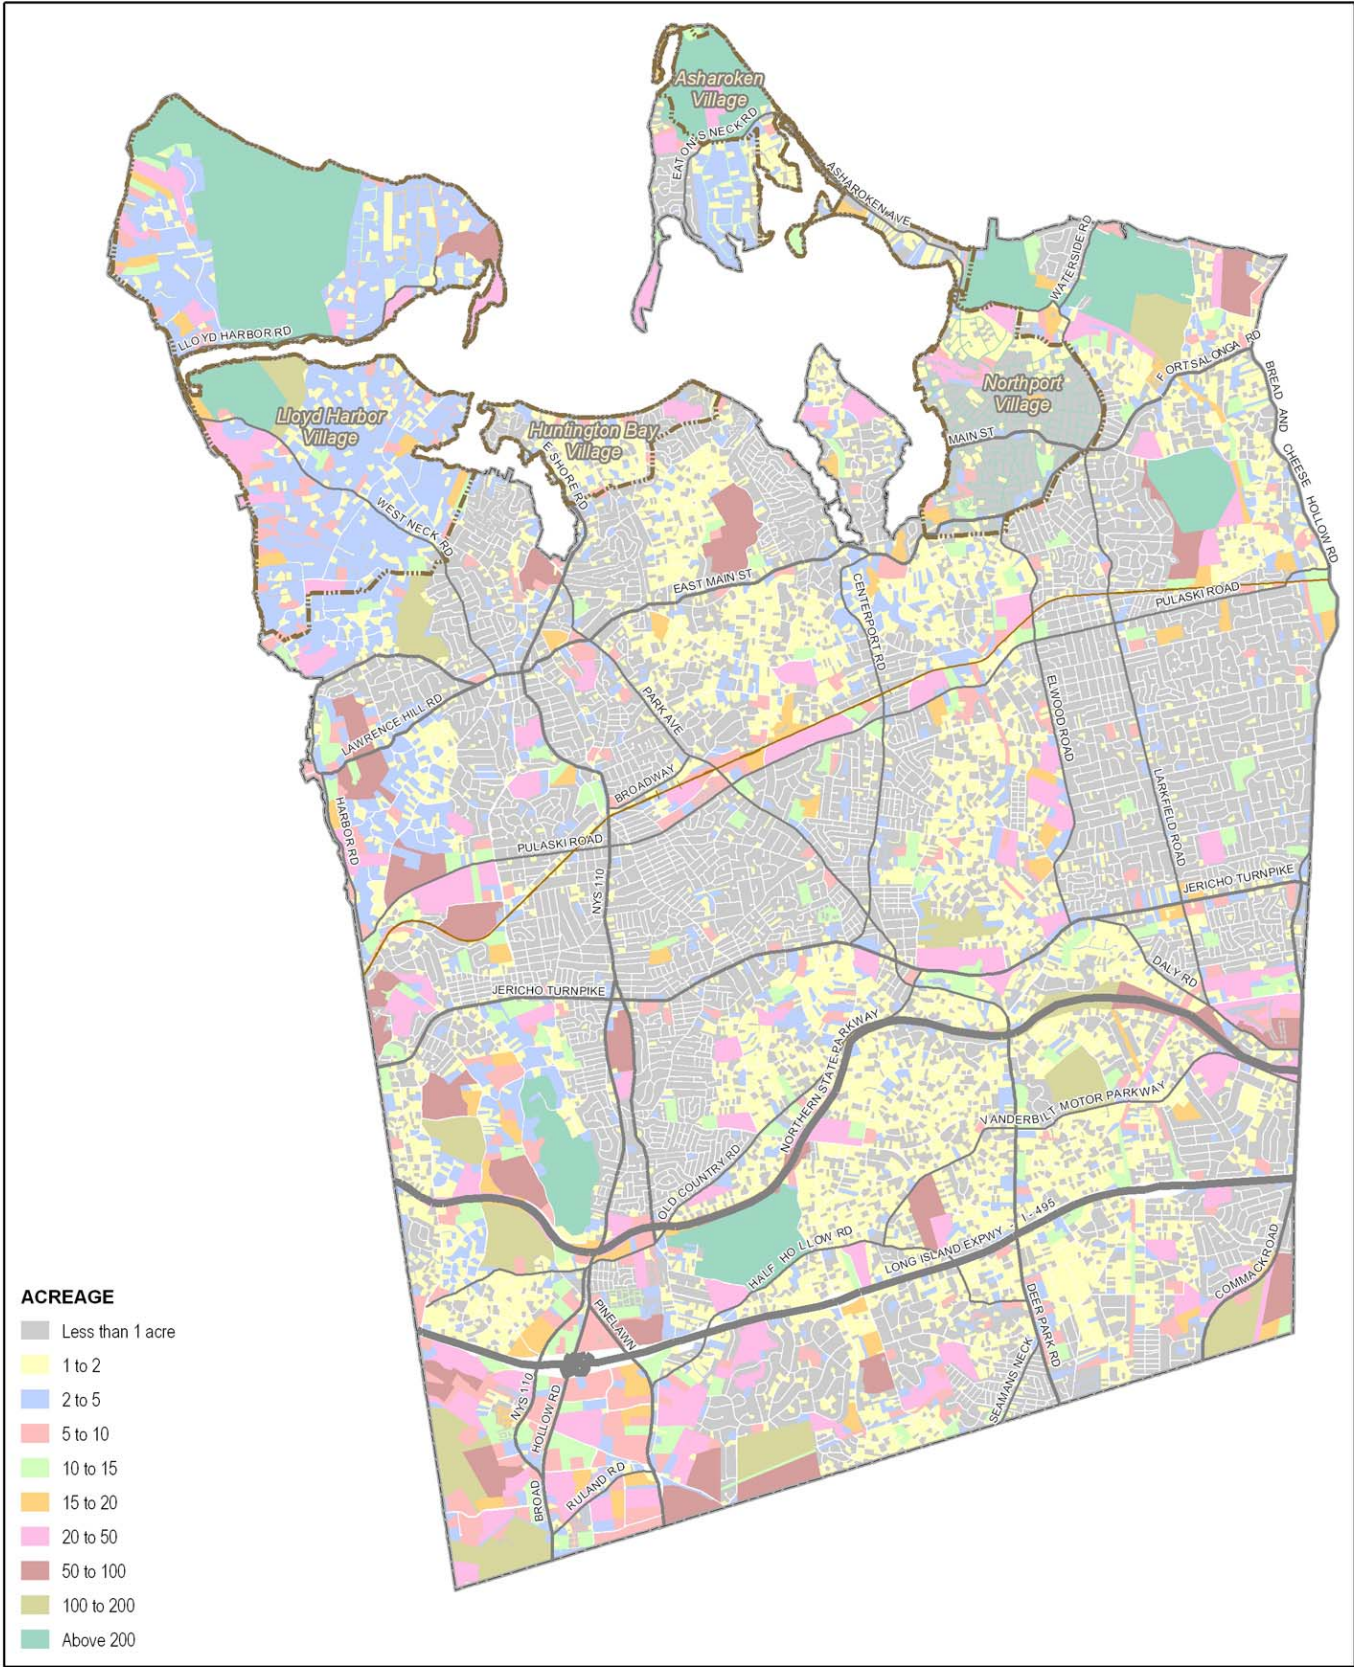 Asharoken
Village
EATON'S NECK RD
ASHAROKEN AVE
WATERSIDE RD
LLOYD HARBOR RD
FORTSALONGA RD
BREAD AND CHEESE HOLLOW RD
Northport
Village
Lloyd Harbor
Village
Huntington Bay
Village
MAIN ST
E SHORE RD
WEST NECK RD
EAST MAIN ST
CENTERPORT RD
PULASKI ROAD
PARK AVE
ELWOOD ROAD
LAWRENCE HILL RD
BROADWAY
LARKFIELD ROAD
HARBOR RD
PULASKI ROAD
NYS 110
JERICHO TURNPIKE
DALY RD
JERICHO TURNPIKE
NORTHERN STATE PARKWAY
VANDERBILT MOTOR PARKWAY
OLD COUNTRY RD
HALF HOLLOW RD
LONG ISLAND EXPWY - I-495
COMMACK ROAD
DEER PARK RD
PINELAWN
SEAMANS NECK
NYS 110
HOLLOW RD
BROAD
RULAND RD
ACREAGE
Less than 1 acre
1 to 2
2 to 5
5 to 10
10 to 15
15 to 20
20 to 50
50 to 100
100 to 200
Above 200